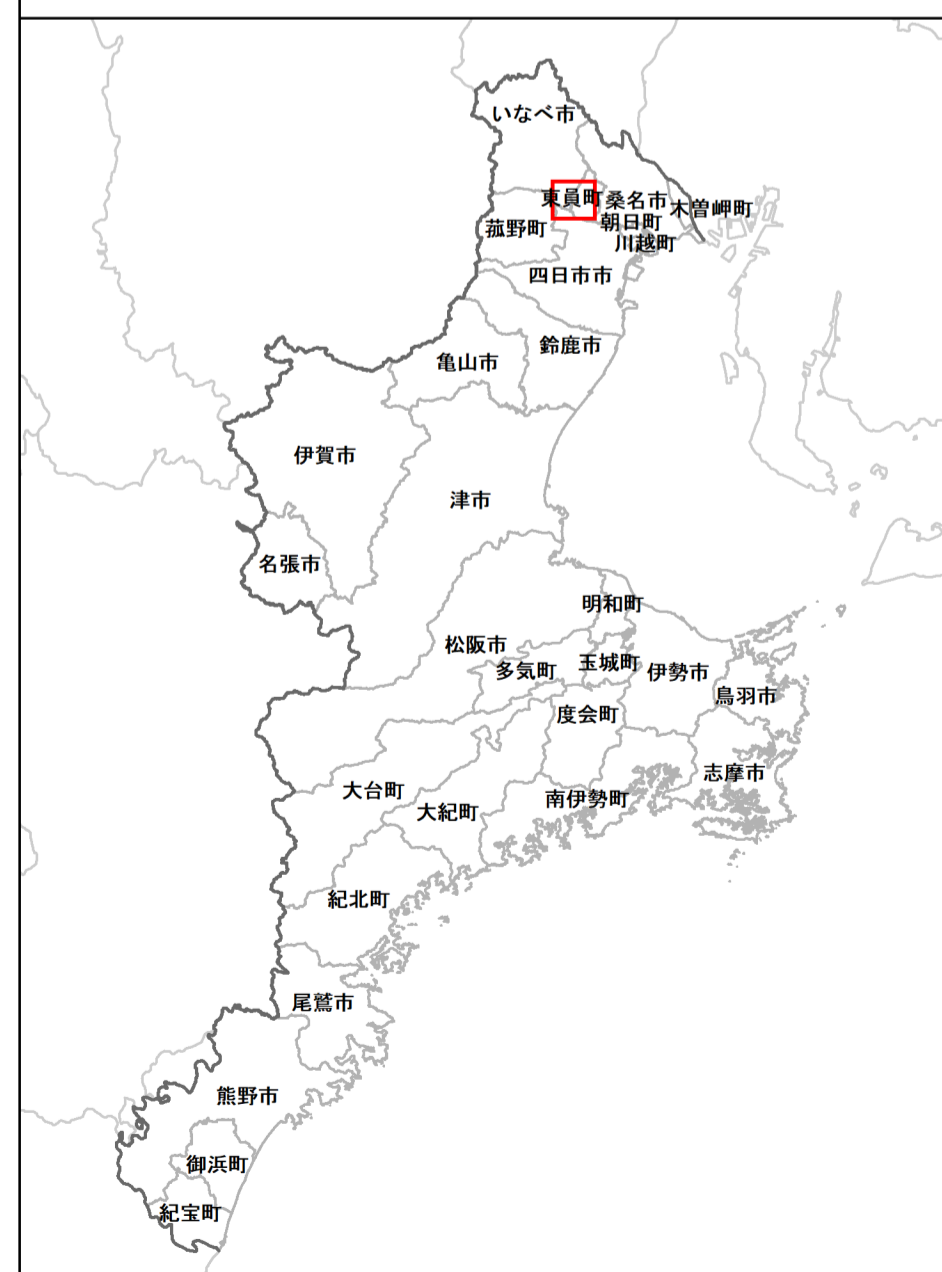 いなべ市
東員町
桑名市
木曽岬町
朝日町
菰野町
川越町
四日市市
鈴鹿市
亀山市
伊賀市
津市
名張市
明和町
松阪市
多気町
玉城町
伊勢市
鳥羽市
度会町
志摩市
大台町
南伊勢町
大紀町
紀北町
尾鷲市
熊野市
御浜町
紀宝町